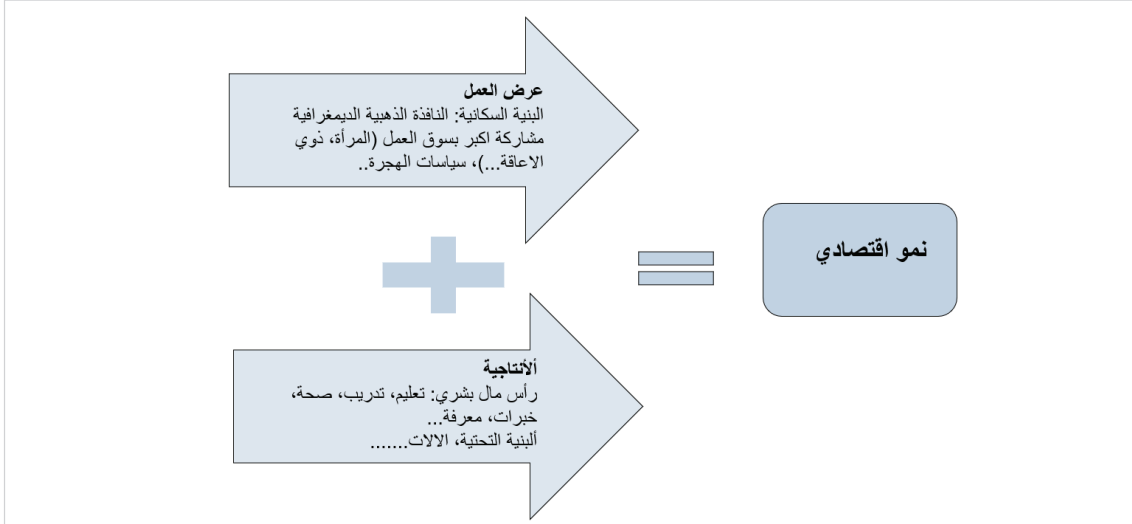 عرض العمل
البنية السكانية: النافذة الذهبية الديمغرافية
مشاركة اكبر بسوق العمل (المرأة، ذوي
الاعاقة...)، سياسات الهجرة..
نمو اقتصادي
ألأنتاجية
رأس مال بشري: تعليم، تدريب، صحة،
خبرات، معرفة...
ألبنية التحتية، الالات.......